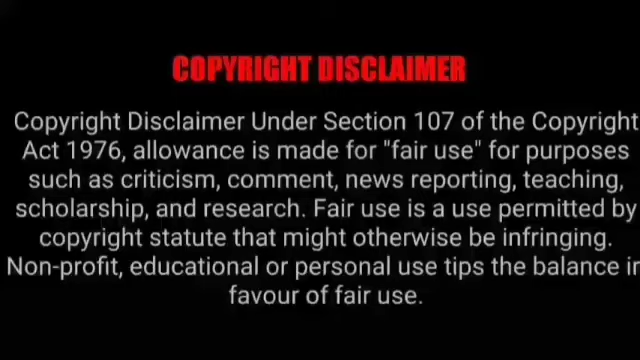 COPYRIGHT DISCLAIMER
Copyright Disclaimer Under Section 107 of the Copyright
Act 1976, allowance is made for "fair use" for purposes
such as criticism, comment, news reporting, teaching,
scholarship, and research. Fair use is a use permitted by
copyright statute that might otherwise be infringing.
Non-profit, educational or personal use tips the balance in
favour of fair use.